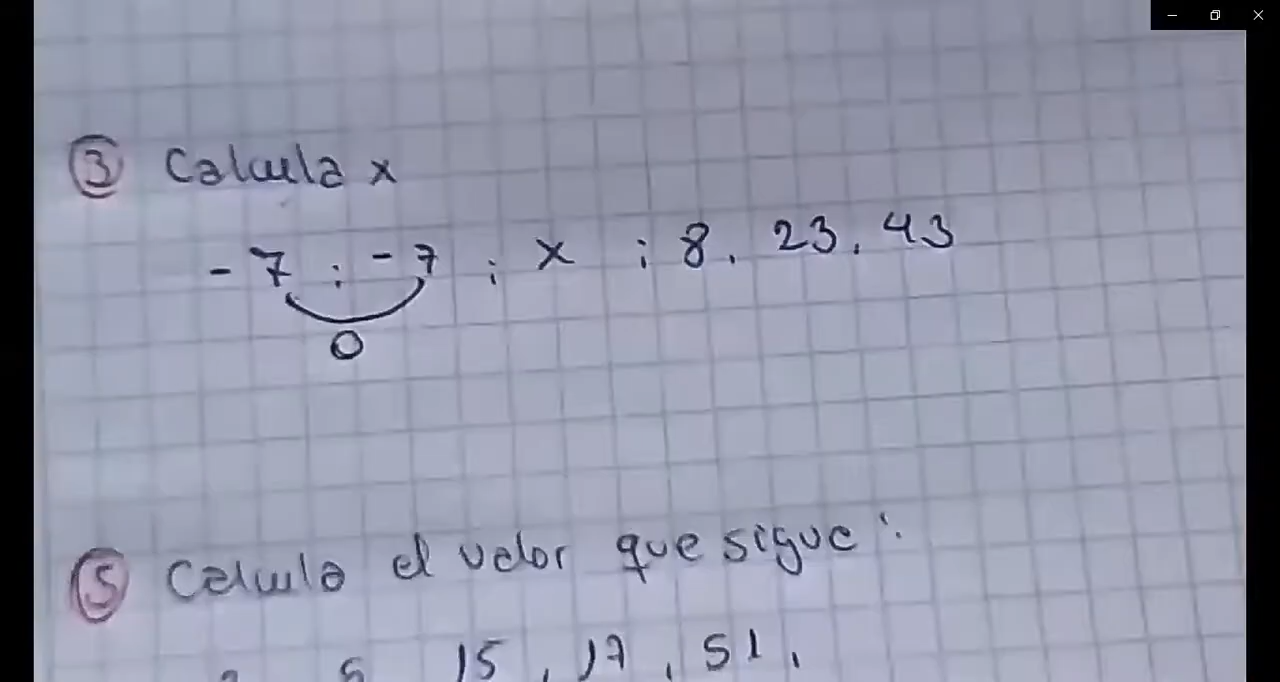 ③ Calcula x
-7 ; -7 ; x ; 8, 23, 43
0
⑤ Calcula el valor que sigue:
15, 17, 51,